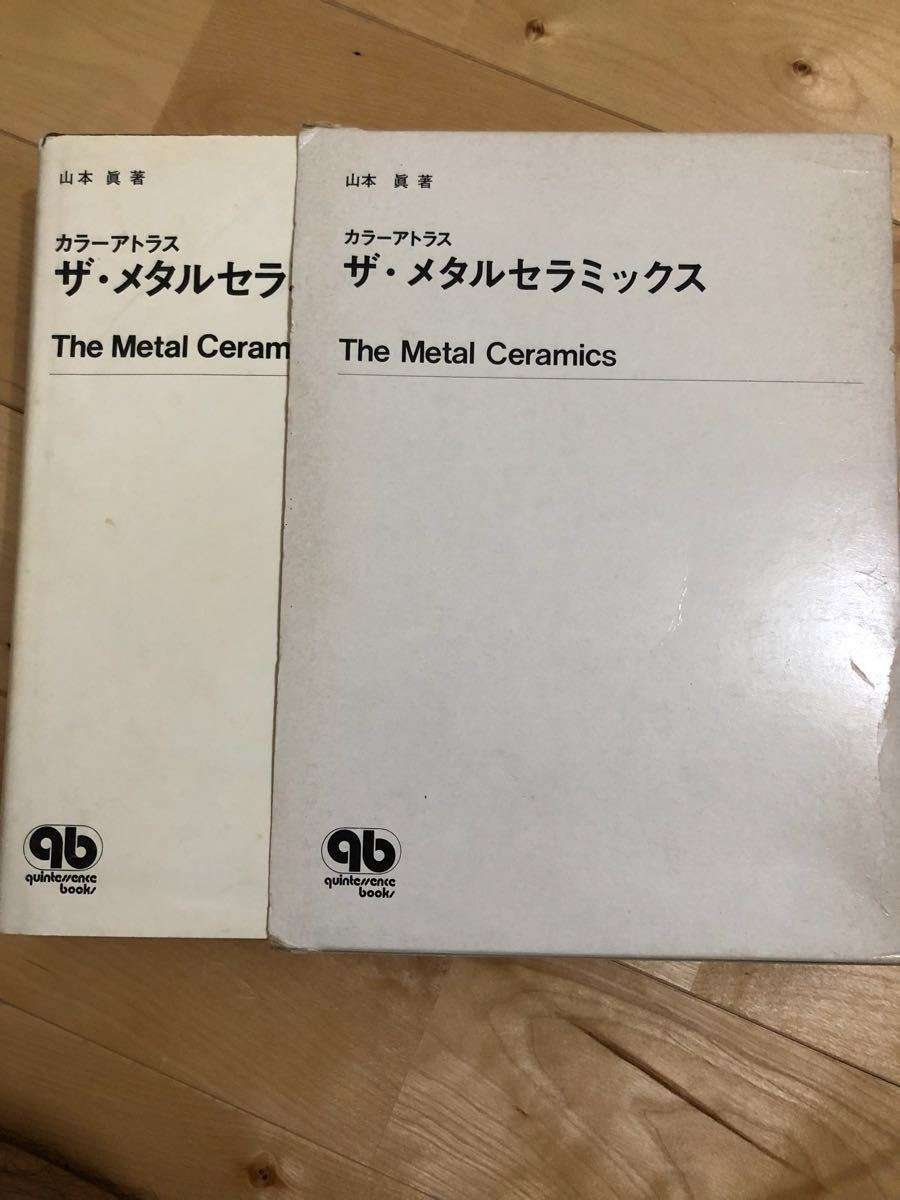 山本 眞 著
カラーアトラス
ザ・メタルセラ
The Metal Ceram
qb
quintessence
books
山本 眞 著
カラーアトラス
ザ・メタルセラミックス
The Metal Ceramics
qb
quintessence
books